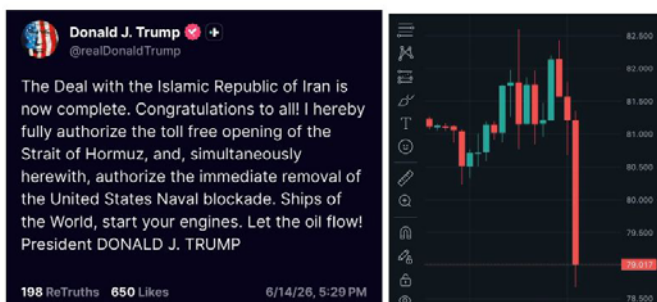 Donald J. Trump
@realDonaldTrump
The Deal with the Islamic Republic of Iran is
now complete. Congratulations to all! I hereby
fully authorize the toll free opening of the
Strait of Hormuz, and, simultaneously
herewith, authorize the immediate removal of
the United States Naval blockade. Ships of
the World, start your engines. Let the oil flow!
President DONALD J. TRUMP
198 ReTruths 650 Likes 6/14/26, 5:29 PM
82.500
82.000
81.500
81.000
80.500
80.000
79.500
79.017
78.500